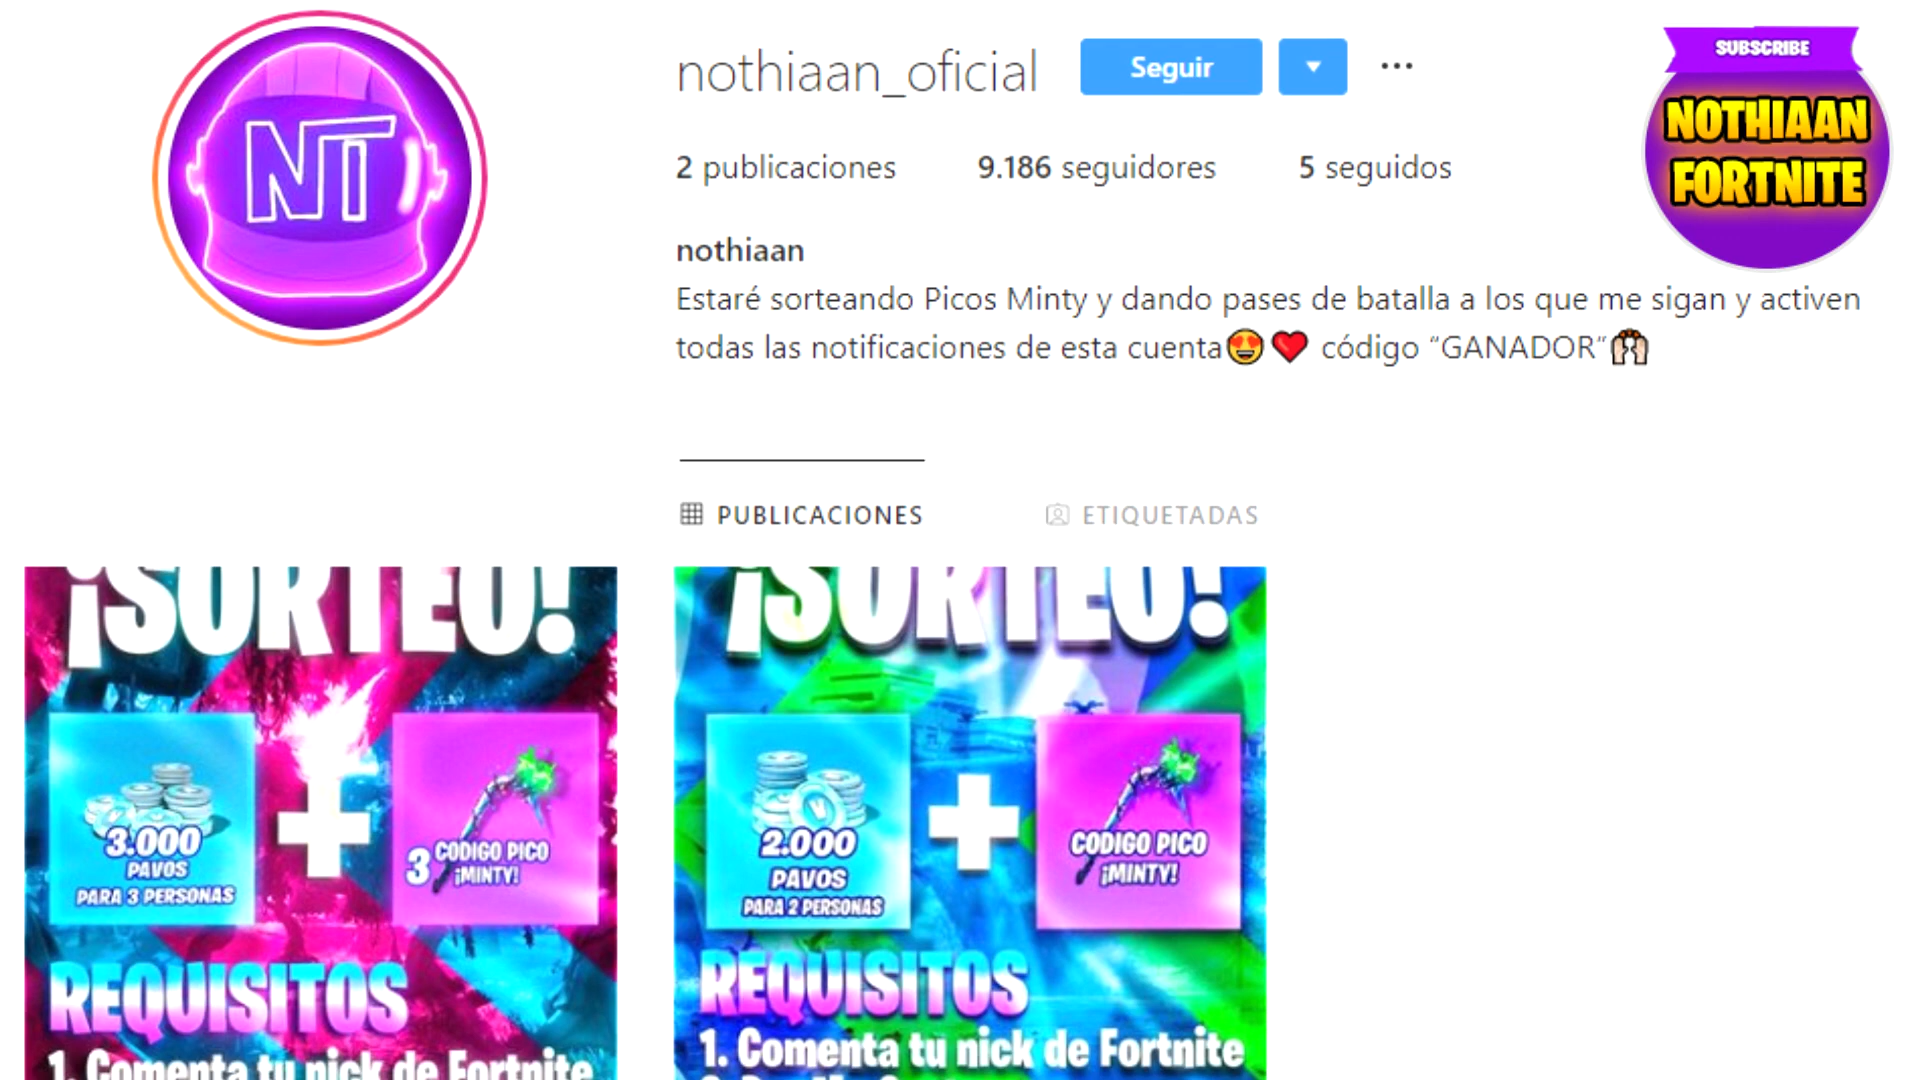 NT
nothiaan_oficial
Seguir
SUBSCRIBE
NOTHIAAN
FORTNITE
2 publicaciones
9.186 seguidores
5 seguidos
nothiaan
Estaré sorteando Picos Minty y dando pases de batalla a los que me sigan y activen
todas las notificaciones de esta cuenta😍❤️ código “GANADOR”🙌🏻
PUBLICACIONES
ETIQUETADAS
¡SORTEO!
3.000
PAVOS
PARA 3 PERSONAS
3 CODIGO PICO
¡MINTY!
REQUISITOS
1. Comenta tu nick de Fortnite
¡SORTEO!
2.000
PAVOS
PARA 2 PERSONAS
CODIGO PICO
¡MINTY!
REQUISITOS
1. Comenta tu nick de Fortnite